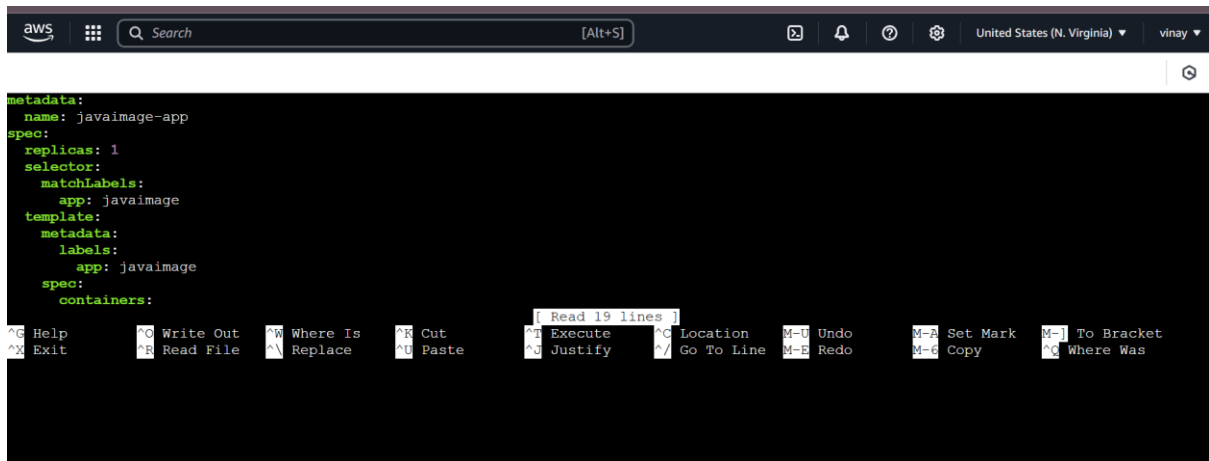 aws Search [Alt+S] United States (N. Virginia) ▼ vinay ▼
metadata:
  name: javaimage-app
spec:
  replicas: 1
  selector:
    matchLabels:
      app: javaimage
  template:
    metadata:
      labels:
        app: javaimage
    spec:
      containers:
[ Read 19 lines ]
^G Help ^O Write Out ^W Where Is ^K Cut ^T Execute ^C Location M-U Undo M-A Set Mark M-] To Bracket
^X Exit ^R Read File ^\ Replace ^U Paste ^J Justify ^/ Go To Line M-E Redo M-6 Copy ^Q Where Was